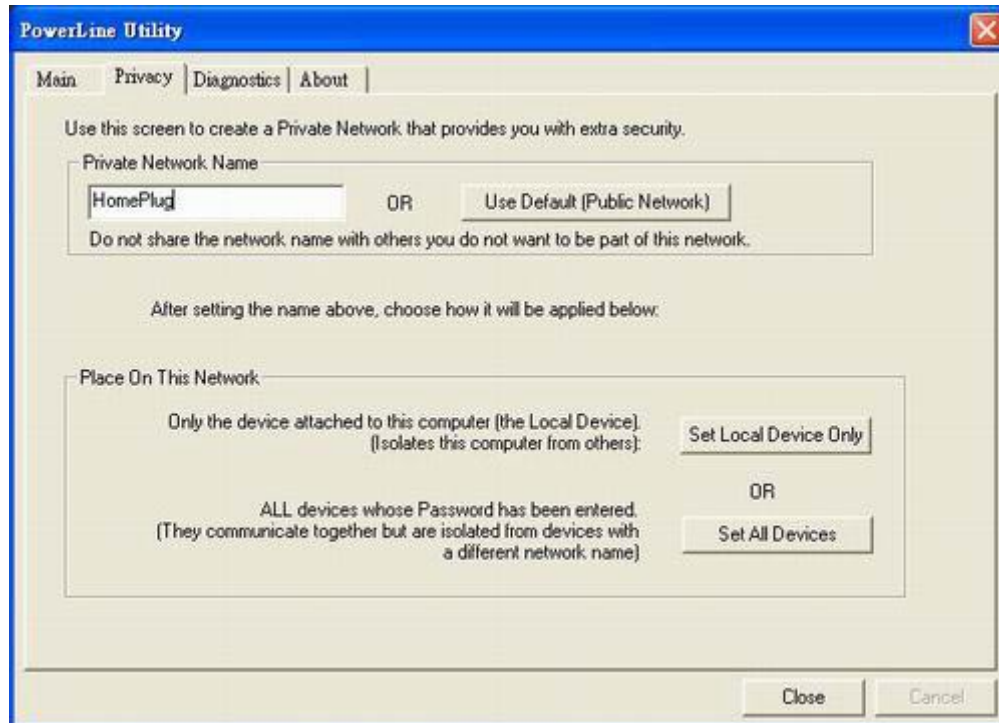 PowerLine Utility
Main Privacy Diagnostics About
Use this screen to create a Private Network that provides you with extra security.
Private Network Name
HomePlug OR Use Default (Public Network)
Do not share the network name with others you do not want to be part of this network.
After setting the name above, choose how it will be applied below:
Place On This Network
Only the device attached to this computer (the Local Device).
(Isolates this computer from others):
Set Local Device Only
OR
ALL devices whose Password has been entered.
(They communicate together but are isolated from devices with
a different network name)
Set All Devices
Close Cancel